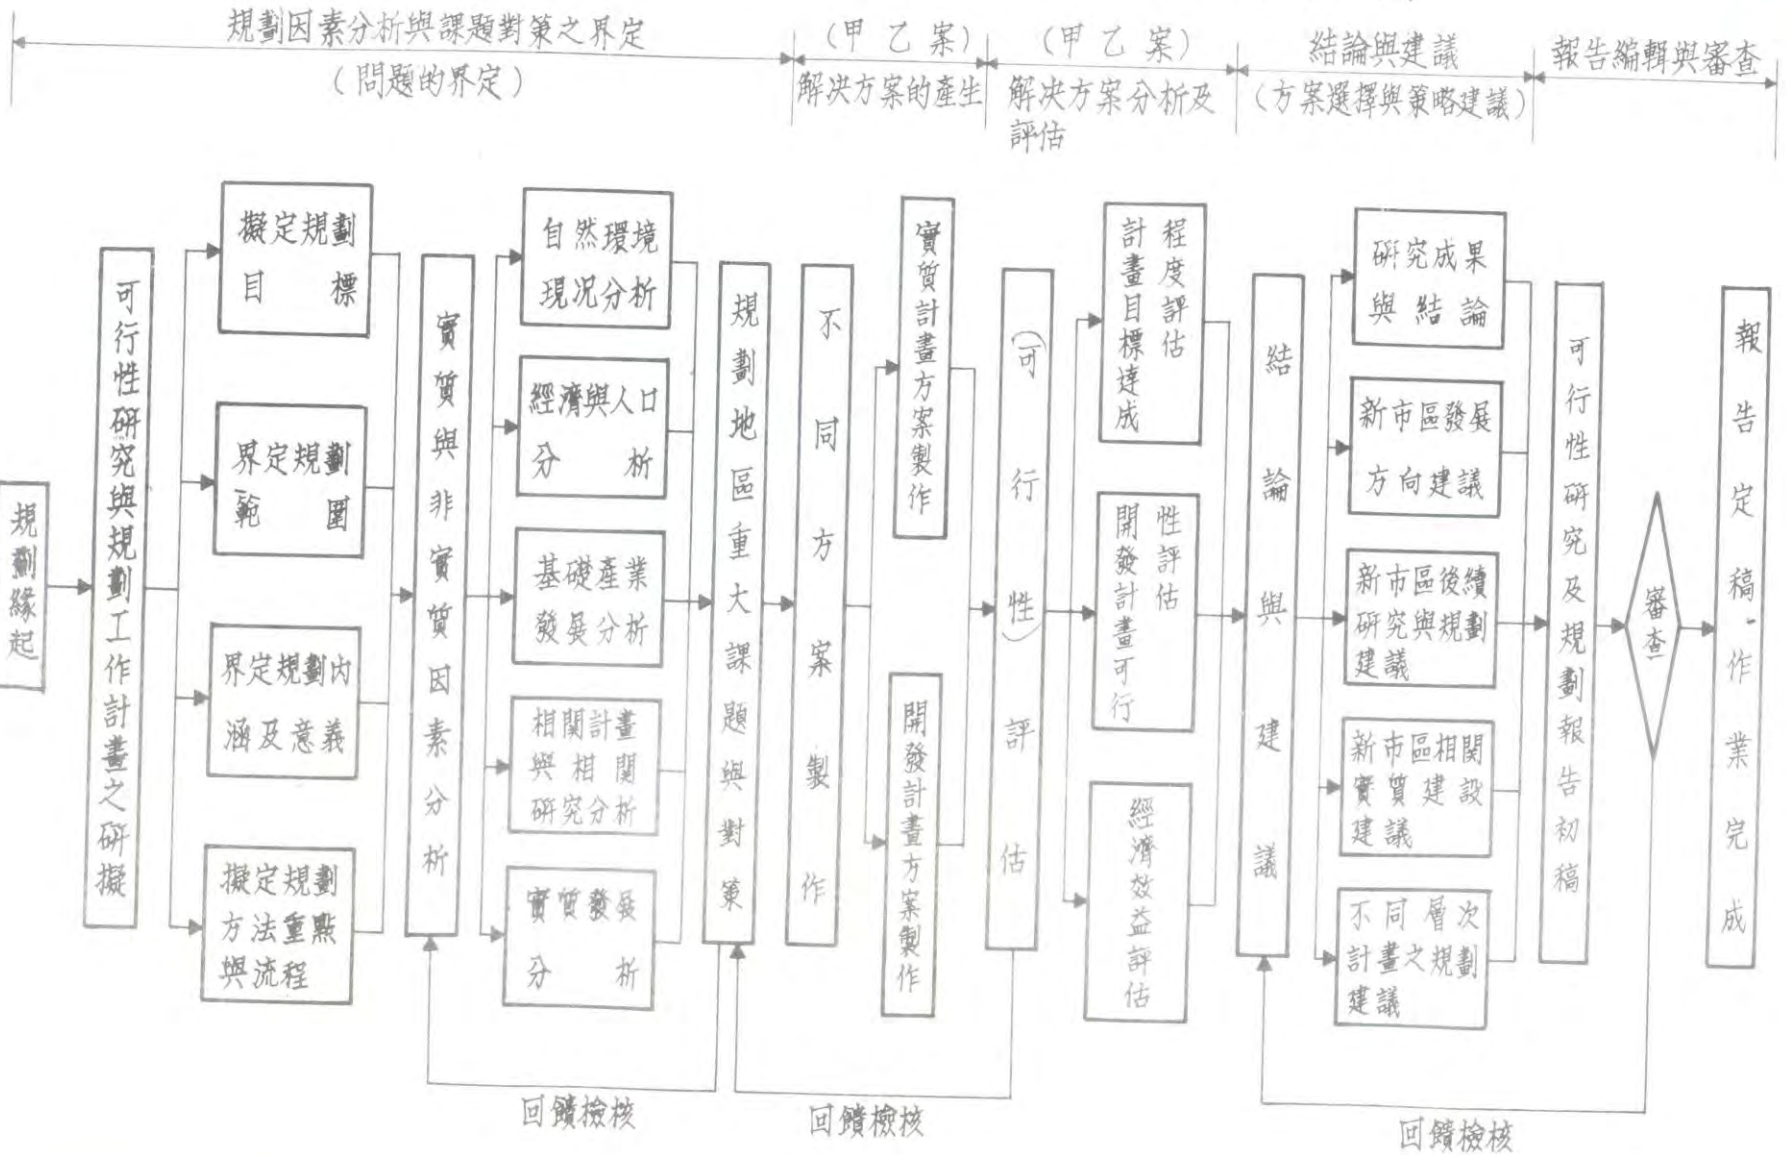 規劃因素分析與課題對策之界定
(問題的界定)
(甲乙案)
解決方案的產生
(甲乙案)
解決方案分析及
評估
結論與建議
(方案選擇與策略建議)
報告編輯與審查
規劃緣起
可行性研究與規劃工作計畫之研擬
擬定規劃
目標
界定規劃
範圍
界定規劃內
涵及意義
擬定規劃
方法重點
與流程
實質與非實質因素分析
自然環境
現況分析
經濟與人口
分析
基礎產業
發展分析
相関計畫
與相関
研究分析
實質發展
分析
規劃地區重大課題與對策
不同方案製作
實質計畫方案製作
開發計畫方案製作
(可行性)評估
計畫目標達成
程度評估
開發計畫可行
性評估
經濟效益評估
結論與建議
研究成果
與結論
新市區發展
方向建議
新市區後續
研究與規劃
建議
新市區相関
實質建設
建議
不同層次
計畫之規劃
建議
可行性研究及規劃報告初稿
審查
報告定稿、作業完成
回饋檢核
回饋檢核
回饋檢核